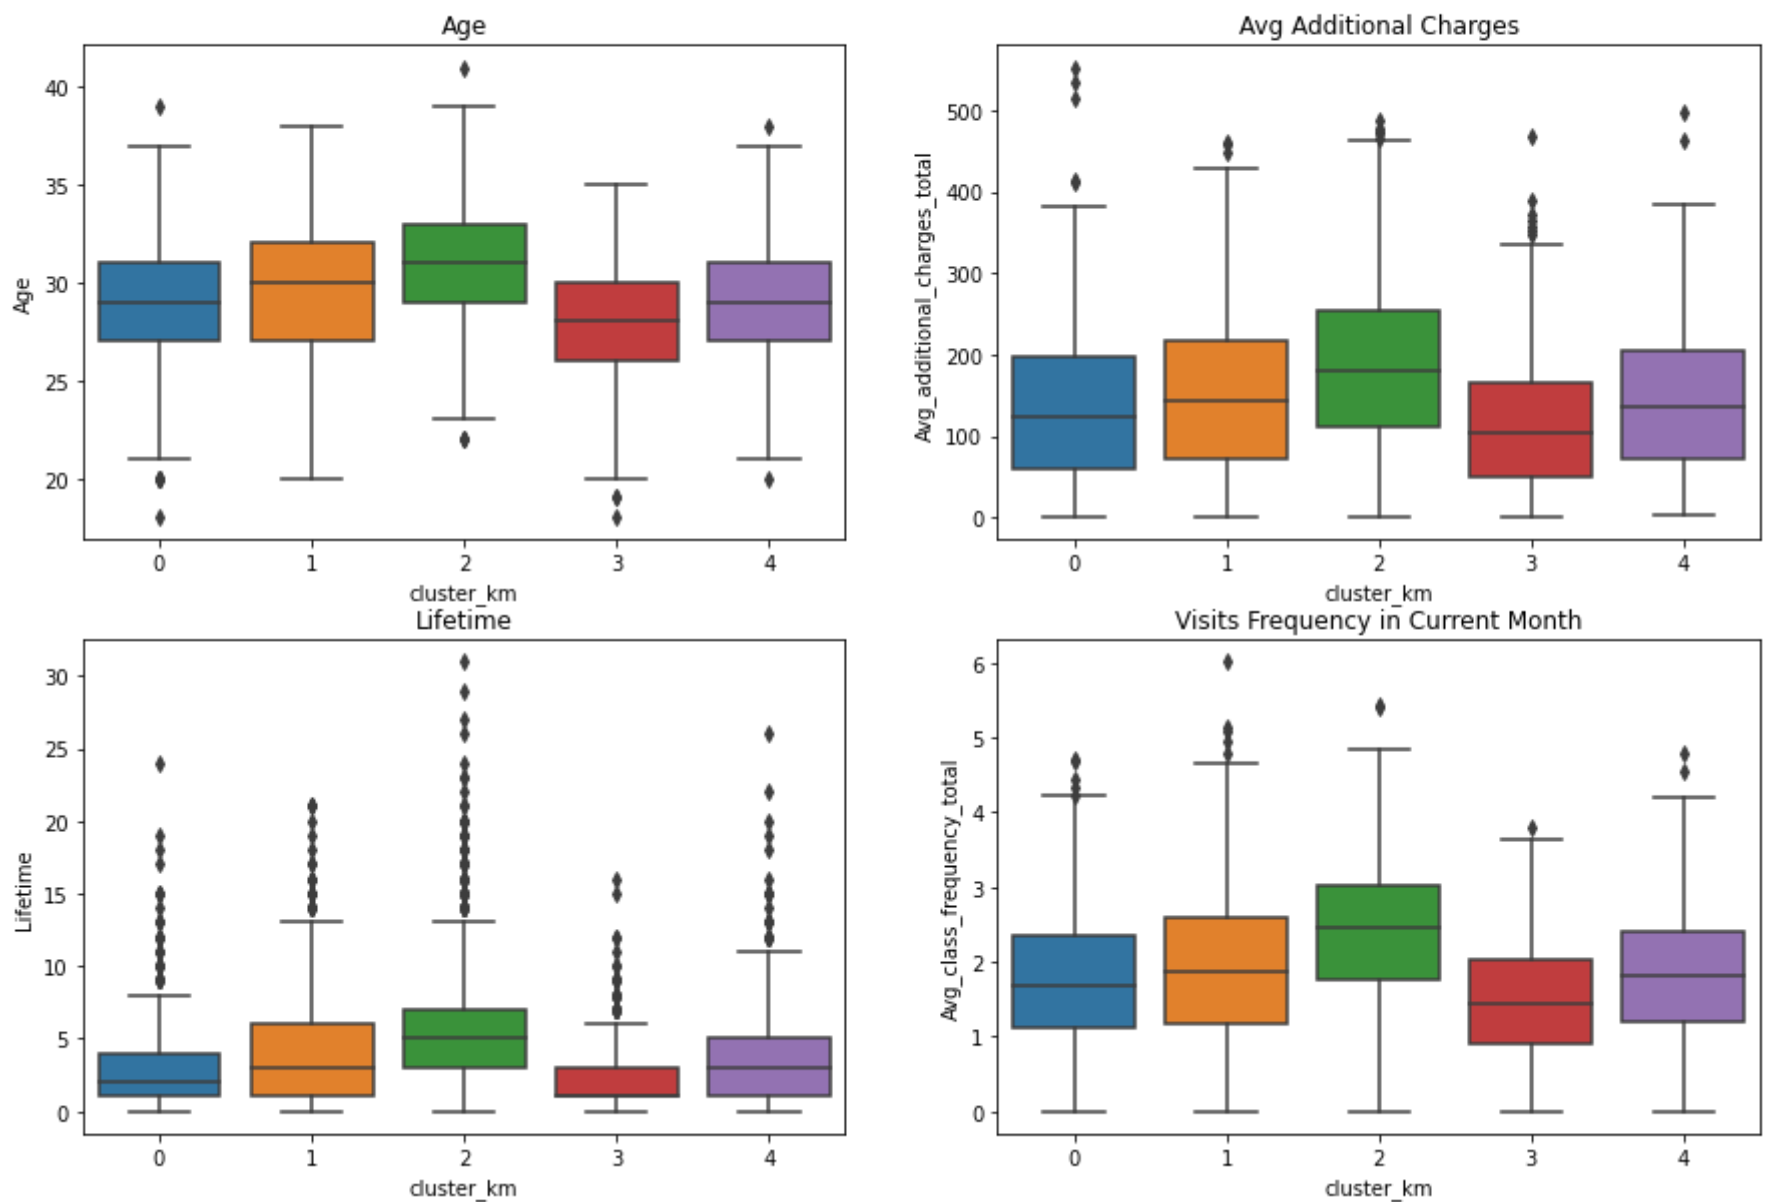 Age
Age
40
35
30
25
20
0 1 2 3 4
cluster_km
Avg Additional Charges
Avg_additional_charges_total
500
400
300
200
100
0
0 1 2 3 4
cluster_km
Lifetime
Lifetime
30
25
20
15
10
5
0
0 1 2 3 4
cluster_km
Visits Frequency in Current Month
Avg_class_frequency_total
6
5
4
3
2
1
0
0 1 2 3 4
cluster_km